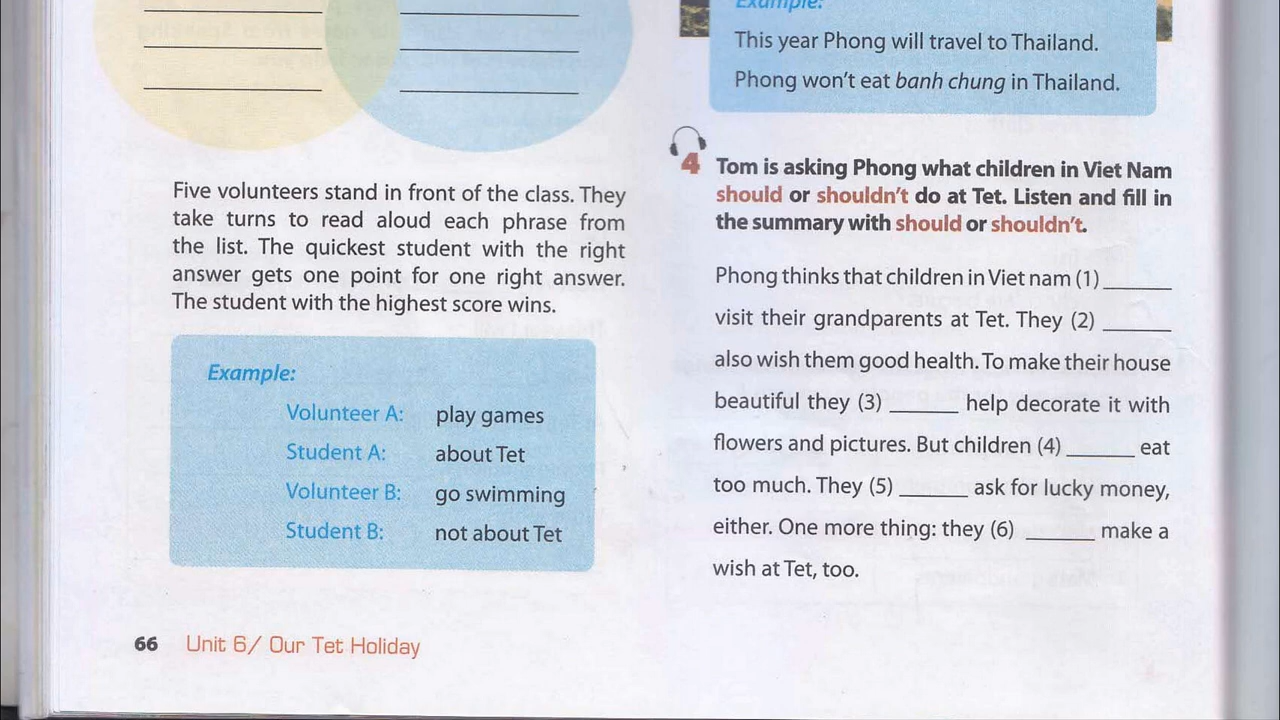 Five volunteers stand in front of the class. They
take turns to read aloud each phrase from
the list. The quickest student with the right
answer gets one point for one right answer.
The student with the highest score wins.
Example:
Volunteer A: play games
Student A: about Tet
Volunteer B: go swimming
Student B: not about Tet
66 Unit 6/ Our Tet Holiday
Example:
This year Phong will travel to Thailand.
Phong won't eat banh chung in Thailand.
4 Tom is asking Phong what children in Viet Nam
should or shouldn't do at Tet. Listen and fill in
the summary with should or shouldn't.
Phong thinks that children in Viet nam (1) ______
visit their grandparents at Tet. They (2) ______
also wish them good health. To make their house
beautiful they (3) ______ help decorate it with
flowers and pictures. But children (4) ______ eat
too much. They (5) ______ ask for lucky money,
either. One more thing: they (6) ______ make a
wish at Tet, too.